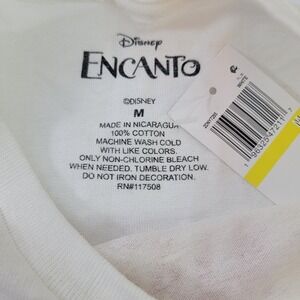 Disney
ENCANTO
©DISNEY
M
MADE IN NICARAGUA
100% COTTON
MACHINE WASH COLD
WITH LIKE COLORS.
ONLY NON-CHLORINE BLEACH
WHEN NEEDED. TUMBLE DRY LOW.
DO NOT IRON DECORATION.
RN#117508
WHITE